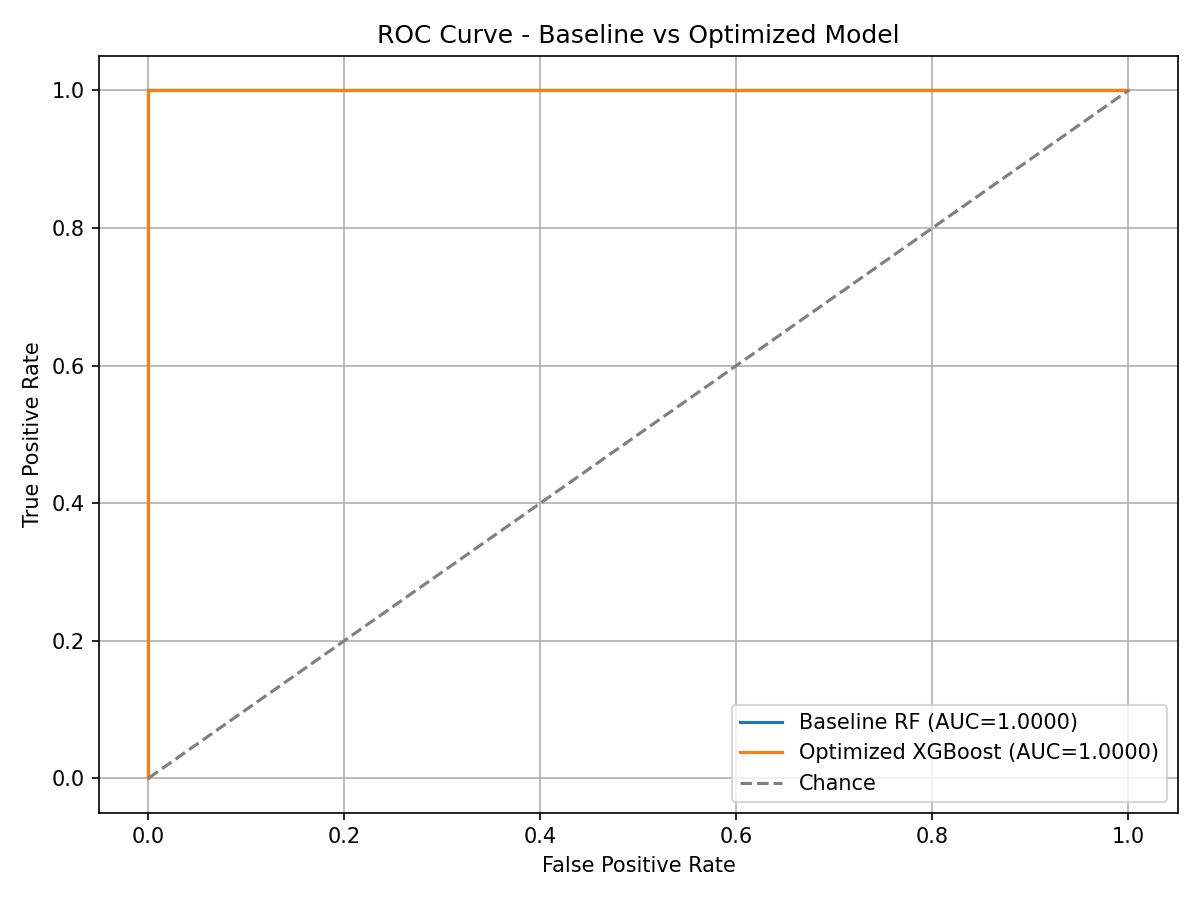 ROC Curve - Baseline vs Optimized Model
True Positive Rate
1.0
0.8
0.6
0.4
0.2
0.0
Baseline RF (AUC=1.0000)
Optimized XGBoost (AUC=1.0000)
Chance
0.0 0.2 0.4 0.6 0.8 1.0
False Positive Rate